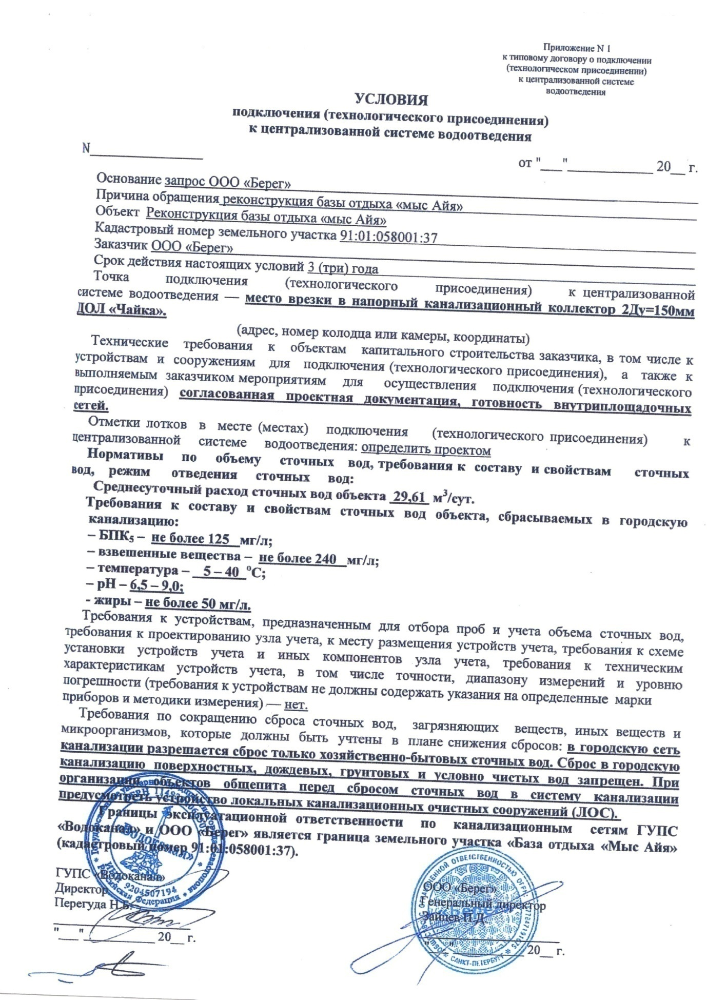 Приложение N 1
к типовому договору о подключении
(технологическом присоединении)
к централизованной системе
водоотведения
УСЛОВИЯ
подключения (технологического присоединения)
к централизованной системе водоотведения
N________________
от "___"____________ 20__ г.
Основание запрос ООО «Берег»
Причина обращения реконструкция базы отдыха «мыс Айя»
Объект Реконструкция базы отдыха «мыс Айя»
Кадастровый номер земельного участка 91:01:058001:37
Заказчик ООО «Берег»
Срок действия настоящих условий 3 (три) года
Точка подключения (технологического присоединения) к централизованной
системе водоотведения — место врезки в напорный канализационный коллектор 2Ду=150мм
ДОЛ «Чайка».
(адрес, номер колодца или камеры, координаты)
Технические требования к объектам капитального строительства заказчика, в том числе к
устройствам и сооружениям для подключения (технологического присоединения), а также к
выполняемым заказчиком мероприятиям для осуществления подключения (технологического
присоединения) согласованная проектная документация, готовность внутриплощадочных
сетей.
Отметки лотков в месте (местах) подключения (технологического присоединения) к
централизованной системе водоотведения: определить проектом
Нормативы по объему сточных вод, требования к составу и свойствам сточных
вод, режим отведения сточных вод:
Среднесуточный расход сточных вод объекта 29,61 м³/сут.
Требования к составу и свойствам сточных вод объекта, сбрасываемых в городскую
канализацию:
– БПК₅ – не более 125 мг/л;
– взвешенные вещества – не более 240 мг/л;
– температура – 5 – 40 °С;
– рН – 6,5 – 9,0;
- жиры – не более 50 мг/л.
Требования к устройствам, предназначенным для отбора проб и учета объема сточных вод,
требования к проектированию узла учета, к месту размещения устройств учета, требования к схеме
установки устройств учета и иных компонентов узла учета, требования к техническим
характеристикам устройств учета, в том числе точности, диапазону измерений и уровню
погрешности (требования к устройствам не должны содержать указания на определенные марки
приборов и методики измерения) — нет.
Требования по сокращению сброса сточных вод, загрязняющих веществ, иных веществ и
микроорганизмов, которые должны быть учтены в плане снижения сбросов: в городскую сеть
канализации разрешается сброс только хозяйственно-бытовых сточных вод. Сброс в городскую
канализацию поверхностных, дождевых, грунтовых и условно чистых вод запрещен. При
организации объектов общепита перед сбросом сточных вод в систему канализации
предусмотреть устройство локальных канализационных очистных сооружений (ЛОС).
Границы эксплуатационной ответственности по канализационным сетям ГУПС
«Водоканал» и ООО «Берег» является граница земельного участка «База отдыха «Мыс Айя»
(кадастровый номер 91:01:058001:37).
ГУПС «Водоканал»
Директор
Перегуда Н.Б.
"___"___________ 20__ г.
«Водоканал»
ИНН 9204507194
Российская Федерация
ООО «Берег»
Генеральный директор
Зайцев П.Д.
"___"___________ 20__ г.
«Берег»
САНКТ-ПЕТЕРБУРГ